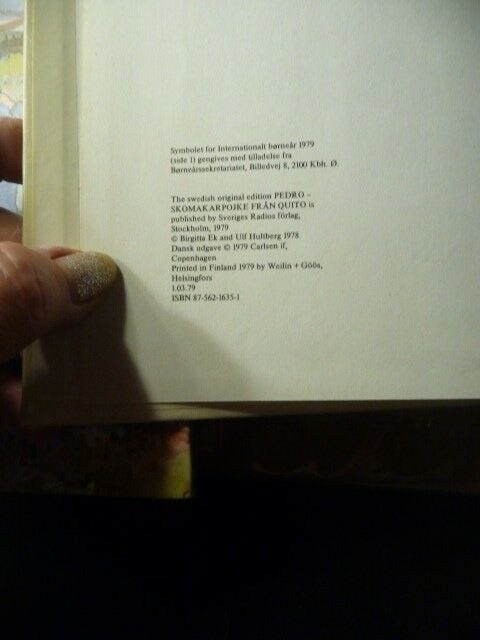 Symbolet for Internationalt børneår 1979
(side 1) gengives med tilladelse fra
Børneårssekretariatet, Billedvej 8, 2100 Kbh. Ø.
The swedish original edition PEDRO –
SKOMAKARPOJKE FRÅN QUITO is
published by Sveriges Radios förlag,
Stockholm, 1979
© Birgitta Ek and Ulf Hultberg 1978
Dansk udgave © 1979 Carlsen if,
Copenhagen
Printed in Finland 1979 by Weilin + Göös,
Helsingfors
1.03.79
ISBN 87-562-1635-1